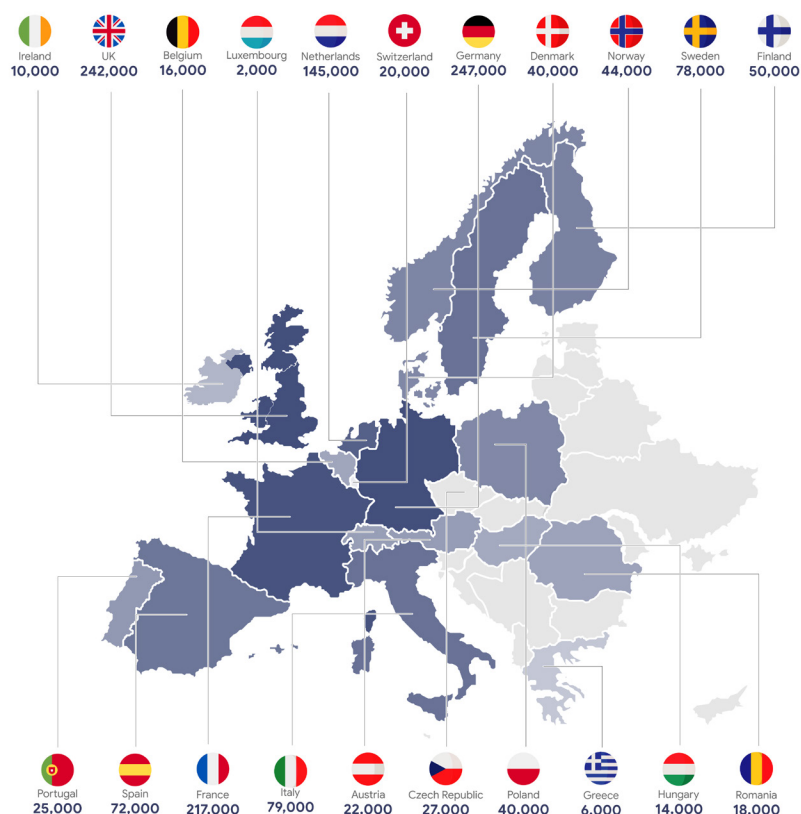 Ireland UK Belgium Luxembourg Netherlands Switzerland Germany Denmark Norway Sweden Finland
10,000 242,000 16,000 2,000 145,000 20,000 247,000 40,000 44,000 78,000 50,000
Portugal Spain France Italy Austria Czech Republic Poland Greece Hungary Romania
25,000 72,000 217,000 79,000 22,000 27,000 40,000 6,000 14,000 18,000